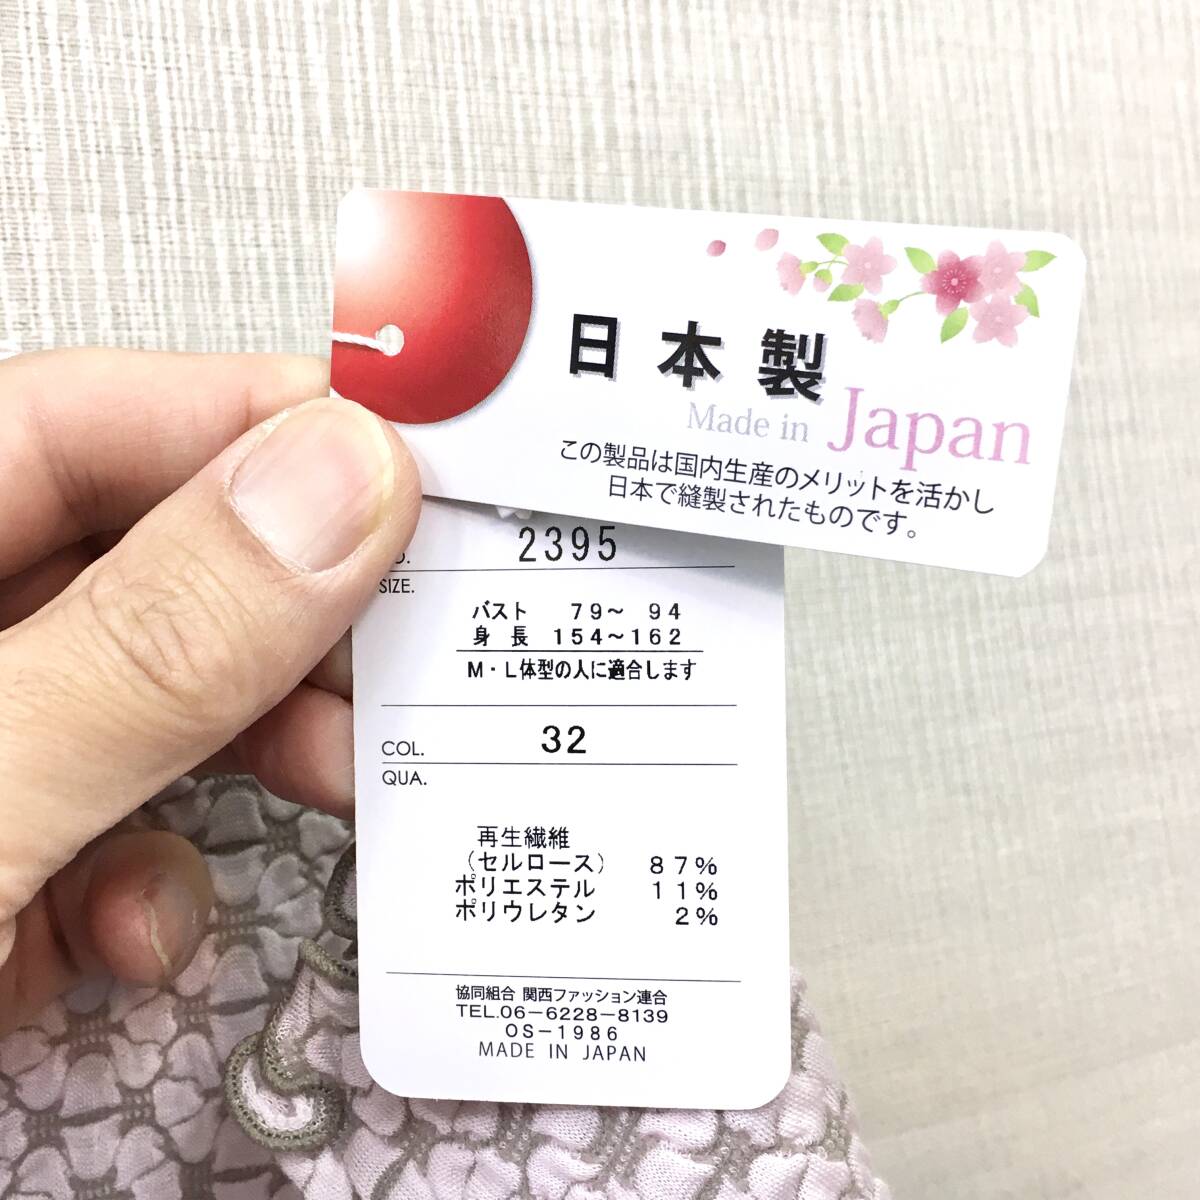 日本製
Made in Japan
この製品は国内生産のメリットを活かし
日本で縫製されたものです。
2395
SIZE.
バスト 79～ 94
身 長 154～162
M・L体型の人に適合します
COL. 32
QUA.
再生繊維
(セルロース) 87%
ポリエステル 11%
ポリウレタン 2%
協同組合 関西ファッション連合
TEL.06－6228－8139
OS－1986
MADE IN JAPAN